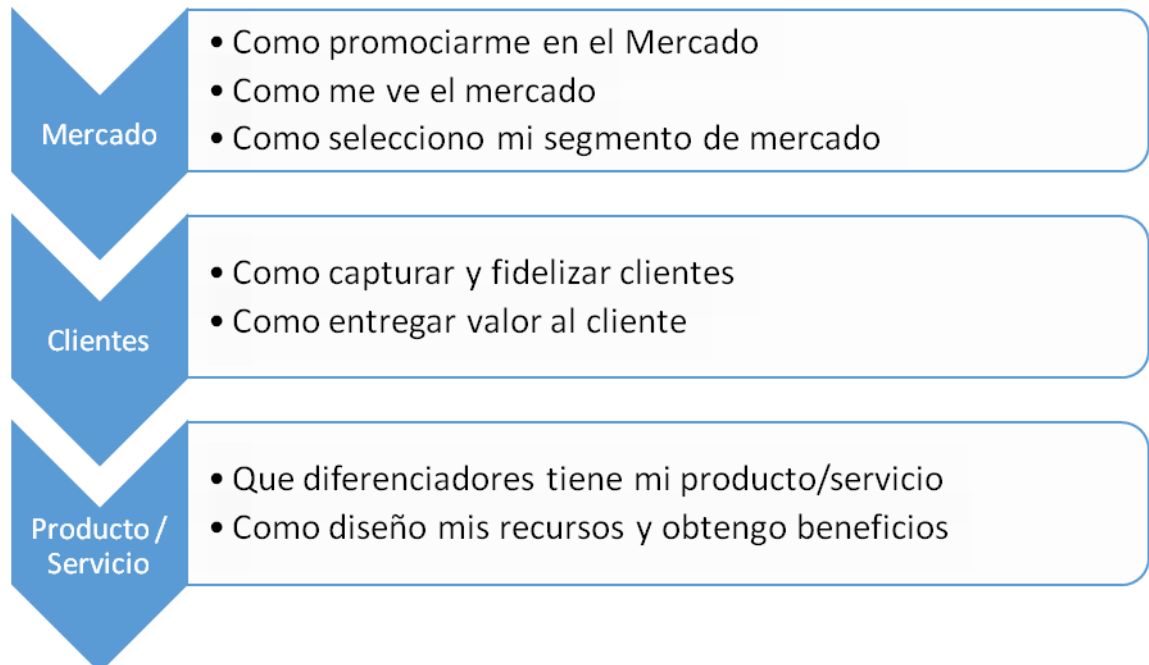 Mercado
• Como promociarme en el Mercado
• Como me ve el mercado
• Como selecciono mi segmento de mercado
Clientes
• Como capturar y fidelizar clientes
• Como entregar valor al cliente
Producto /
Servicio
• Que diferenciadores tiene mi producto/servicio
• Como diseño mis recursos y obtengo beneficios